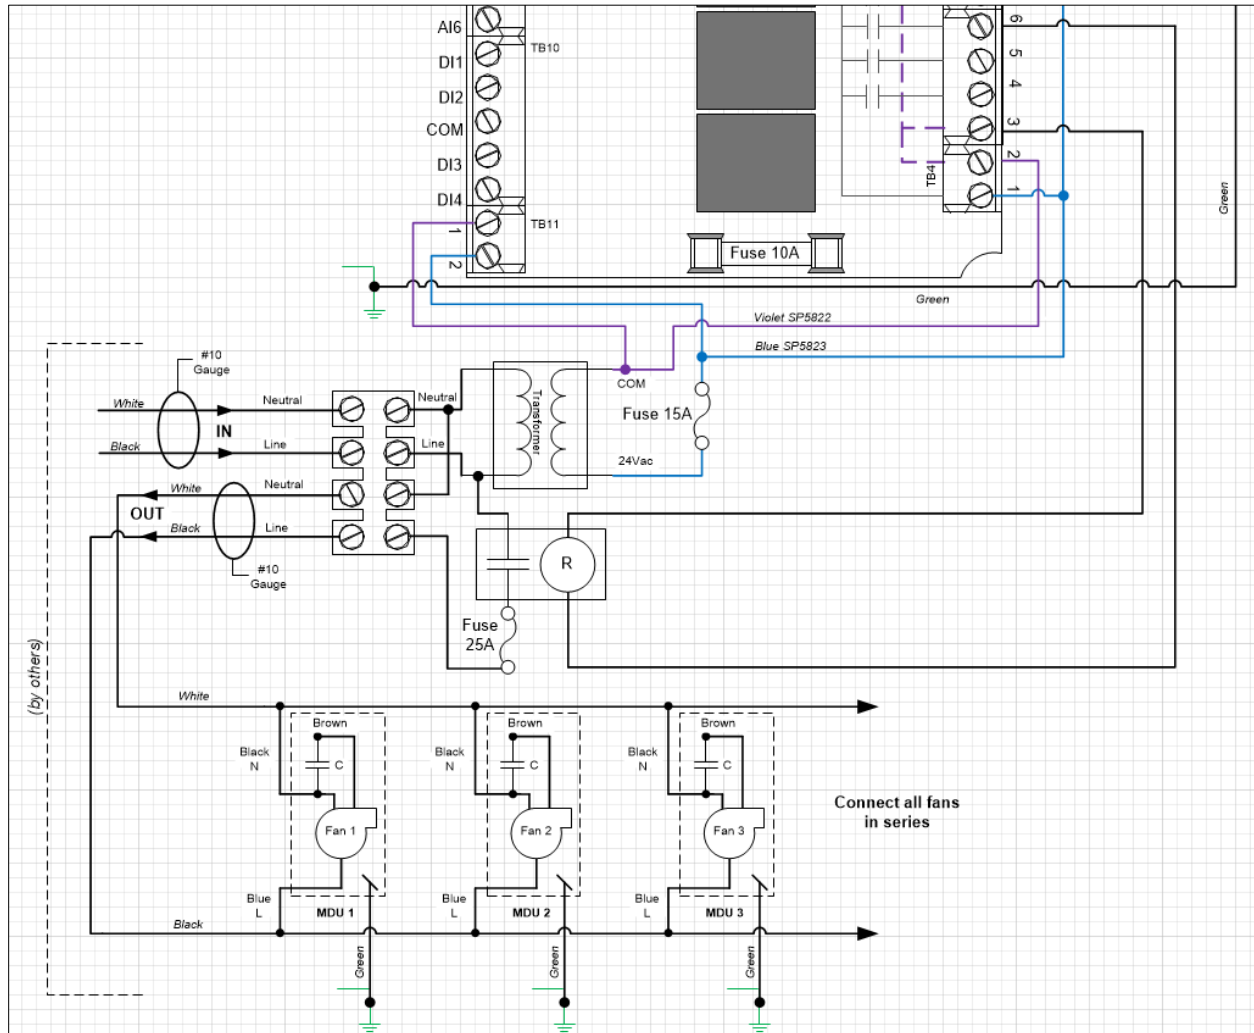 AI6
TB10
DI1
DI2
COM
DI3
DI4
TB11
1
2
6
5
4
3
2
1
TB4
Fuse 10A
Green
Green
Violet SP5822
Blue SP5823
#10
Gauge
White
Neutral
IN
Black
Line
White
Neutral
OUT
Black
Line
#10
Gauge
Neutral
Line
Transformer
COM
Fuse 15A
24Vac
R
Fuse
25A
(by others)
White
Brown
Black
N
C
Fan 1
Blue
L
MDU 1
Green
Brown
Black
N
C
Fan 2
Blue
L
MDU 2
Green
Brown
Black
N
C
Fan 3
Blue
L
MDU 3
Green
Black
Connect all fans
in series